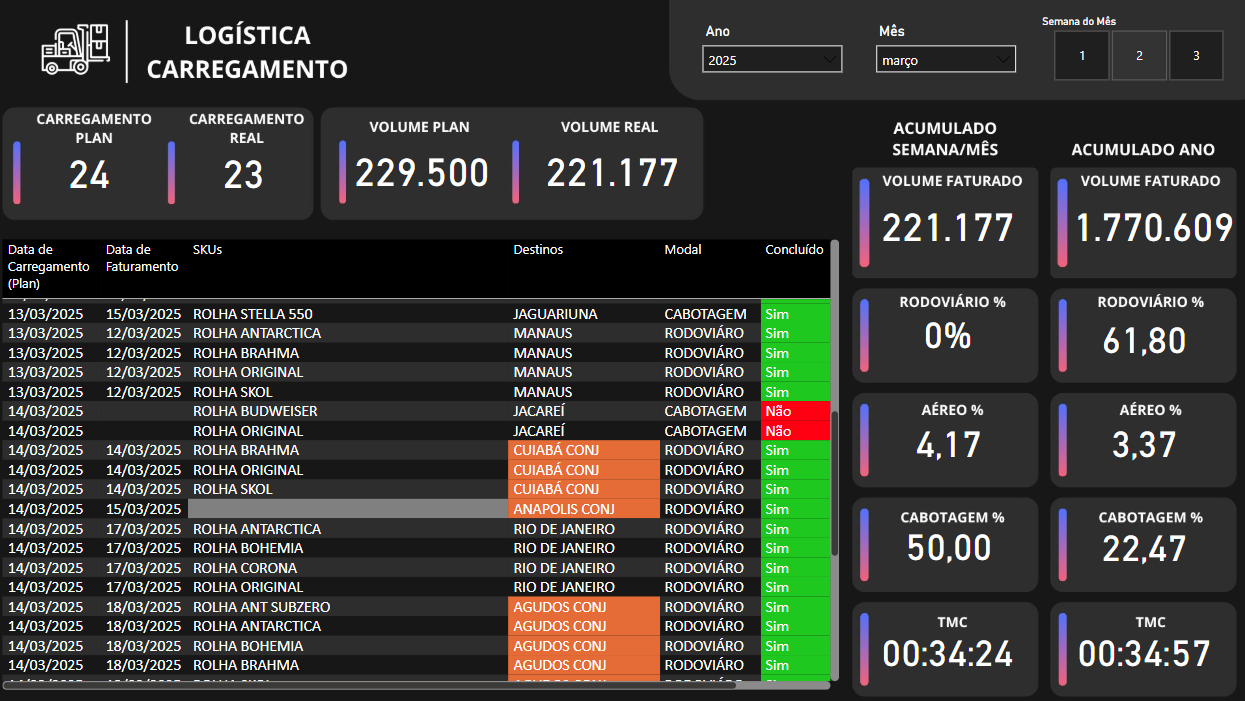 LOGÍSTICA
CARREGAMENTO
Ano
2025
Mês
março
Semana do Mês
1 2 3
CARREGAMENTO
PLAN
24
CARREGAMENTO
REAL
23
VOLUME PLAN
229.500
VOLUME REAL
221.177
ACUMULADO
SEMANA/MÊS
ACUMULADO ANO
VOLUME FATURADO
221.177
VOLUME FATURADO
1.770.609
RODOVIÁRIO %
0%
RODOVIÁRIO %
61,80
AÉREO %
4,17
AÉREO %
3,37
CABOTAGEM %
50,00
CABOTAGEM %
22,47
TMC
00:34:24
TMC
00:34:57
Data de
Carregamento
(Plan)
Data de
Faturamento
SKUs
Destinos
Modal
Concluído
13/03/2025 15/03/2025 ROLHA STELLA 550 JAGUARIUNA CABOTAGEM Sim
13/03/2025 12/03/2025 ROLHA ANTARCTICA MANAUS RODOVIÁRO Sim
13/03/2025 12/03/2025 ROLHA BRAHMA MANAUS RODOVIÁRO Sim
13/03/2025 12/03/2025 ROLHA ORIGINAL MANAUS RODOVIÁRO Sim
13/03/2025 12/03/2025 ROLHA SKOL MANAUS RODOVIÁRO Sim
14/03/2025 ROLHA BUDWEISER JACAREÍ CABOTAGEM Não
14/03/2025 ROLHA ORIGINAL JACAREÍ CABOTAGEM Não
14/03/2025 14/03/2025 ROLHA BRAHMA CUIABÁ CONJ RODOVIÁRO Sim
14/03/2025 14/03/2025 ROLHA ORIGINAL CUIABÁ CONJ RODOVIÁRO Sim
14/03/2025 14/03/2025 ROLHA SKOL CUIABÁ CONJ RODOVIÁRO Sim
14/03/2025 15/03/2025 ANAPOLIS CONJ RODOVIÁRO Sim
14/03/2025 17/03/2025 ROLHA ANTARCTICA RIO DE JANEIRO RODOVIÁRO Sim
14/03/2025 17/03/2025 ROLHA BOHEMIA RIO DE JANEIRO RODOVIÁRO Sim
14/03/2025 17/03/2025 ROLHA CORONA RIO DE JANEIRO RODOVIÁRO Sim
14/03/2025 17/03/2025 ROLHA ORIGINAL RIO DE JANEIRO RODOVIÁRO Sim
14/03/2025 18/03/2025 ROLHA ANT SUBZERO AGUDOS CONJ RODOVIÁRO Sim
14/03/2025 18/03/2025 ROLHA ANTARCTICA AGUDOS CONJ RODOVIÁRO Sim
14/03/2025 18/03/2025 ROLHA BOHEMIA AGUDOS CONJ RODOVIÁRO Sim
14/03/2025 18/03/2025 ROLHA BRAHMA AGUDOS CONJ RODOVIÁRO Sim